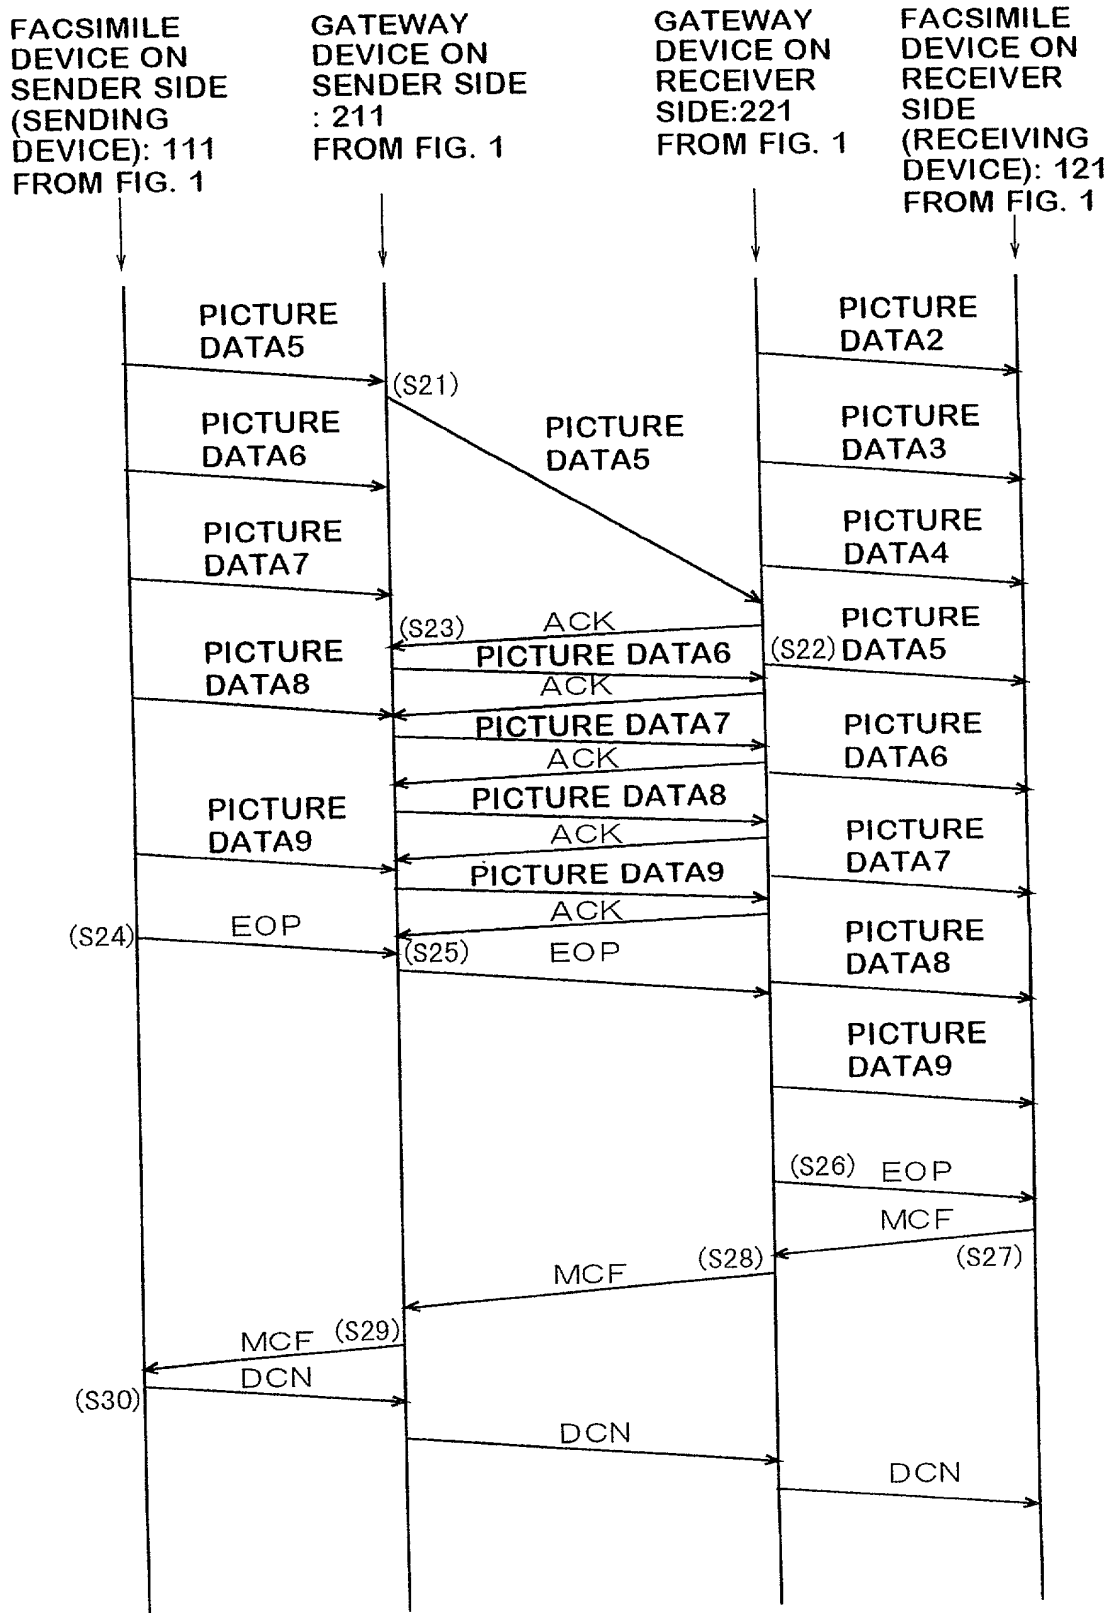 FACSIMILE
DEVICE ON
SENDER SIDE
(SENDING
DEVICE): 111
FROM FIG. 1
GATEWAY
DEVICE ON
SENDER SIDE
: 211
FROM FIG. 1
GATEWAY
DEVICE ON
RECEIVER
SIDE:221
FROM FIG. 1
FACSIMILE
DEVICE ON
RECEIVER
SIDE
(RECEIVING
DEVICE): 121
FROM FIG. 1
PICTURE
DATA5
PICTURE
DATA2
(S21)
PICTURE
DATA6
PICTURE
DATA5
PICTURE
DATA3
PICTURE
DATA7
PICTURE
DATA4
(S23)
ACK
PICTURE
DATA5
(S22)
PICTURE DATA6
PICTURE
DATA8
ACK
PICTURE DATA7
PICTURE
DATA6
ACK
PICTURE DATA8
PICTURE
DATA9
ACK
PICTURE
DATA7
PICTURE DATA9
ACK
(S24)
EOP
(S25)
EOP
PICTURE
DATA8
PICTURE
DATA9
(S26)
EOP
MCF
(S27)
(S28)
MCF
(S29)
MCF
DCN
(S30)
DCN
DCN